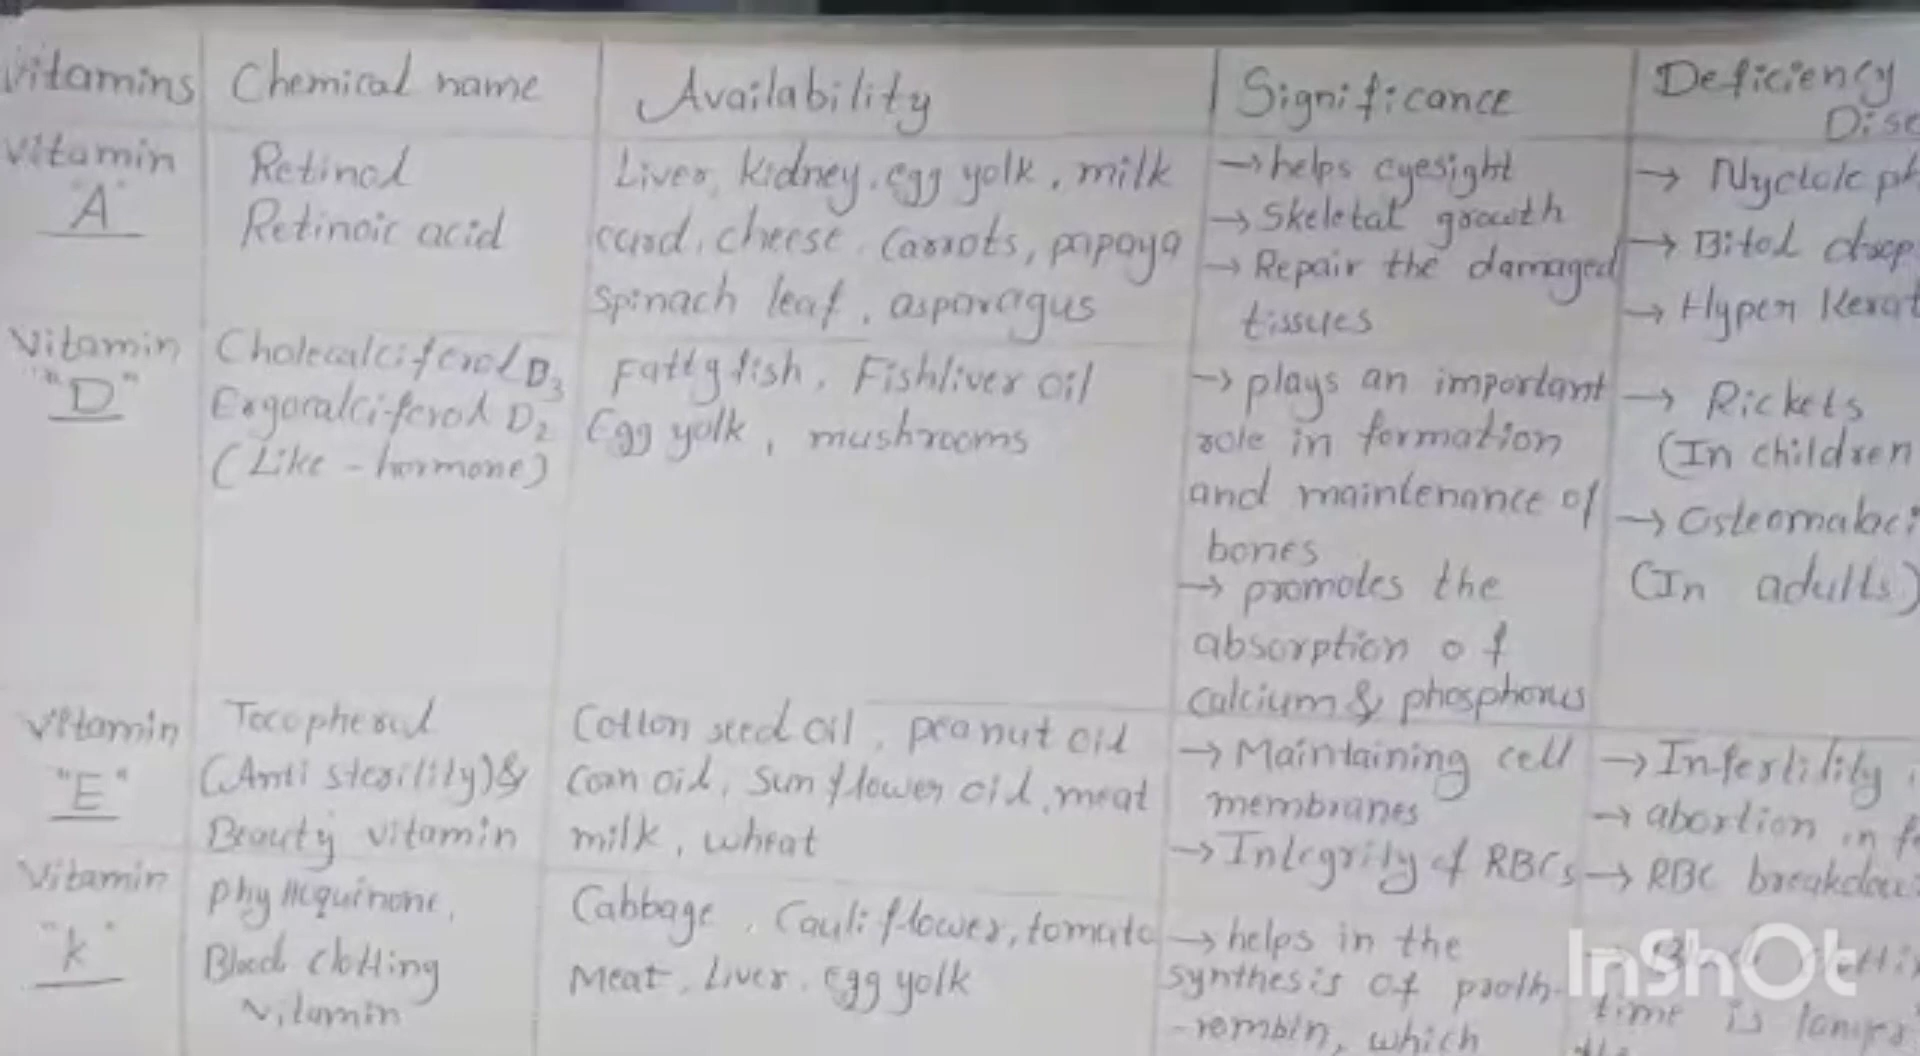 Vitamins | Chemical name | Availability | Significance | Deficiency
Vitamin "A"
Retinol
Retinoic acid
Liver, kidney, egg yolk, milk
curd, cheese, Carrots, papaya
Spinach leaf, asparagus
→ helps eyesight
→ Skeletal growth
→ Repair the damaged
tissues
→ Bitot
→ Hyper
Vitamin
"D"
Cholecalciferol D3
Ergocalciferol D2
(Like - hormone)
Fatty fish, Fishliver oil
Egg yolk, mushrooms
→ plays an important
role in formation
and maintenance of
bones
→ promotes the
absorption of
calcium & phosphorus
→ Rickets
(In children
→
(In adults)
Vitamin
"E"
Tocopherol
(Anti sterility) &
Beauty vitamin
Cotton seed oil, peanut oil
Corn oil, Sunflower oil, meat
milk, wheat
→ Maintaining cell
membranes
→ Integrity of RBCs
→ Infertility
→ abortion in
→ RBC
Vitamin
"K"
Phylloquinone,
Blood clotting
vitamin
Cabbage, Cauliflower, tomato
Meat, Liver, Egg yolk
→ helps in the
synthesis of proth-
-rombin, which
time is
InShOt